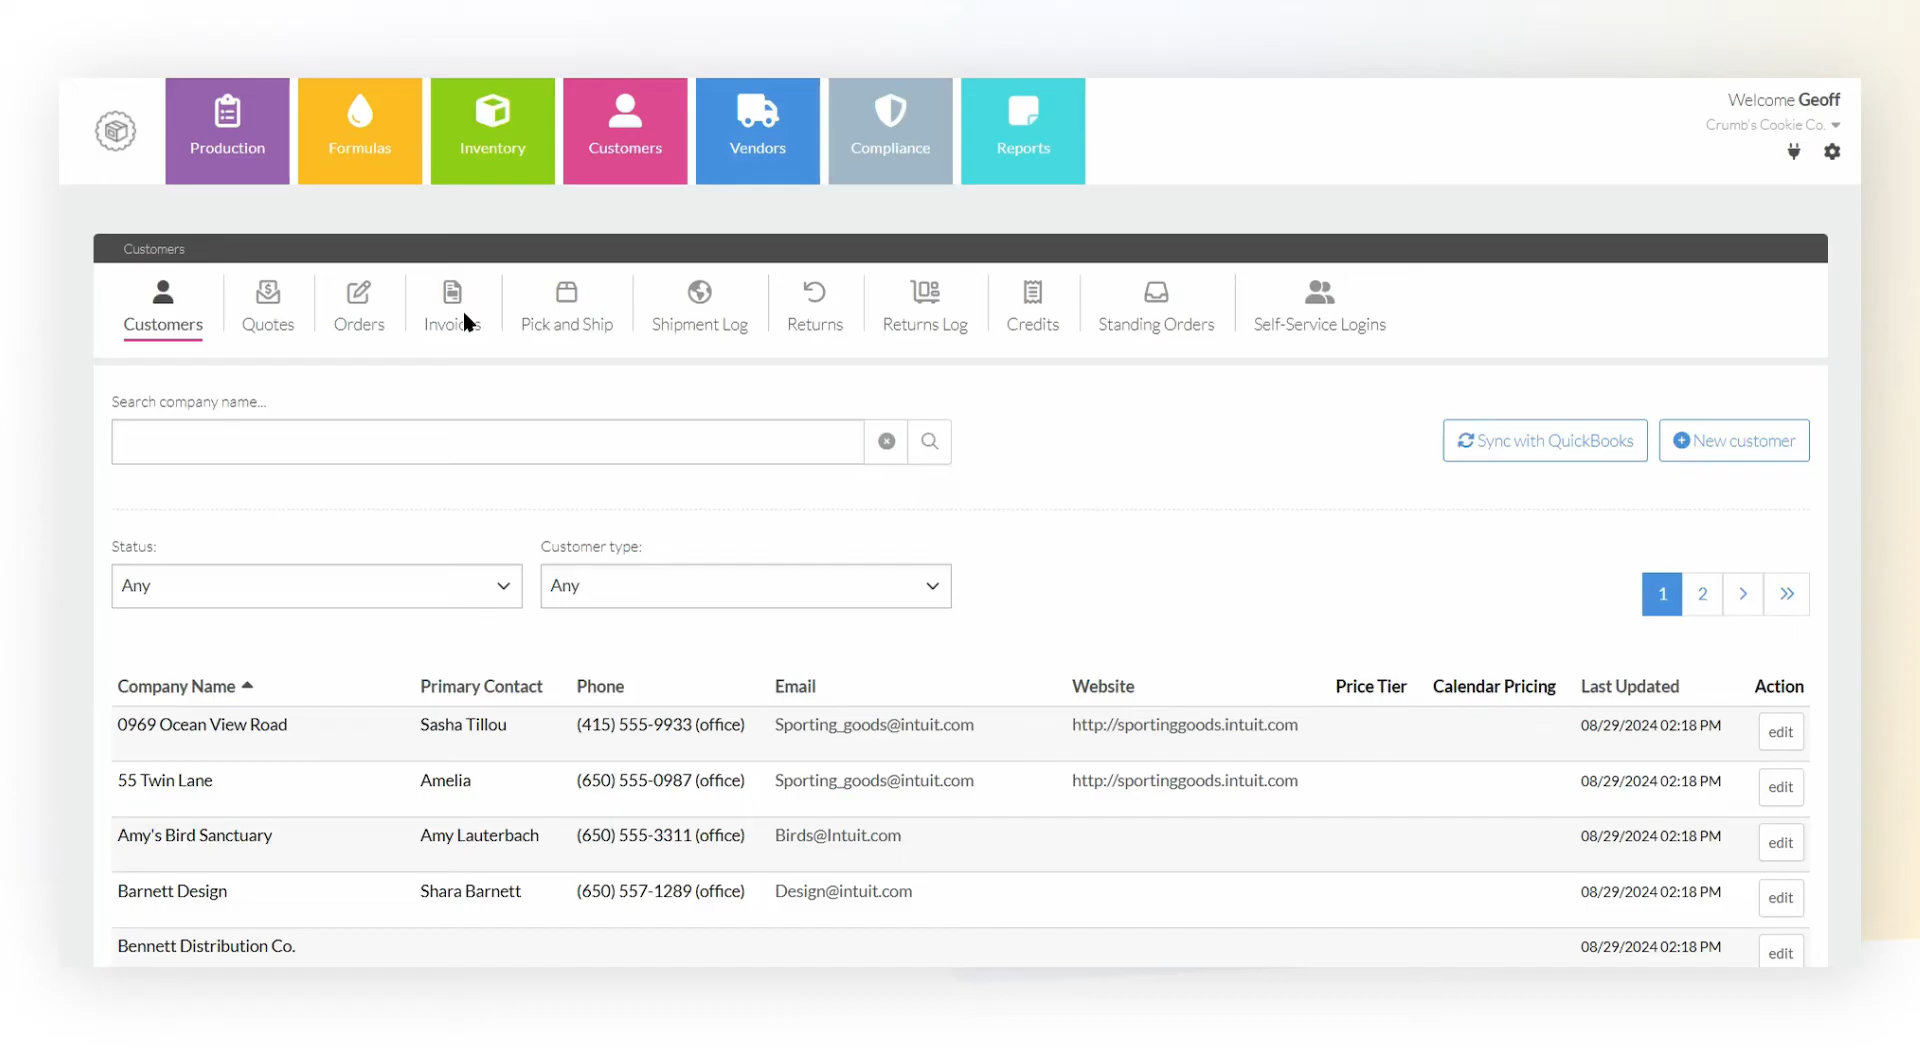 Production
Formulas
Inventory
Customers
Vendors
Compliance
Reports
Welcome Geoff
Crumb's Cookie Co.
Customers
Customers
Quotes
Orders
Invoices
Pick and Ship
Shipment Log
Returns
Returns Log
Credits
Standing Orders
Self-Service Logins
Search company name...
Sync with QuickBooks
New customer
Status:
Customer type:
Any
Any
1 2
Company Name Primary Contact Phone Email Website Price Tier Calendar Pricing Last Updated Action
0969 Ocean View Road Sasha Tillou (415) 555-9933 (office) Sporting_goods@intuit.com http://sportinggoods.intuit.com 08/29/2024 02:18 PM edit
55 Twin Lane Amelia (650) 555-0987 (office) Sporting_goods@intuit.com http://sportinggoods.intuit.com 08/29/2024 02:18 PM edit
Amy's Bird Sanctuary Amy Lauterbach (650) 555-3311 (office) Birds@Intuit.com 08/29/2024 02:18 PM edit
Barnett Design Shara Barnett (650) 557-1289 (office) Design@intuit.com 08/29/2024 02:18 PM edit
Bennett Distribution Co. 08/29/2024 02:18 PM edit